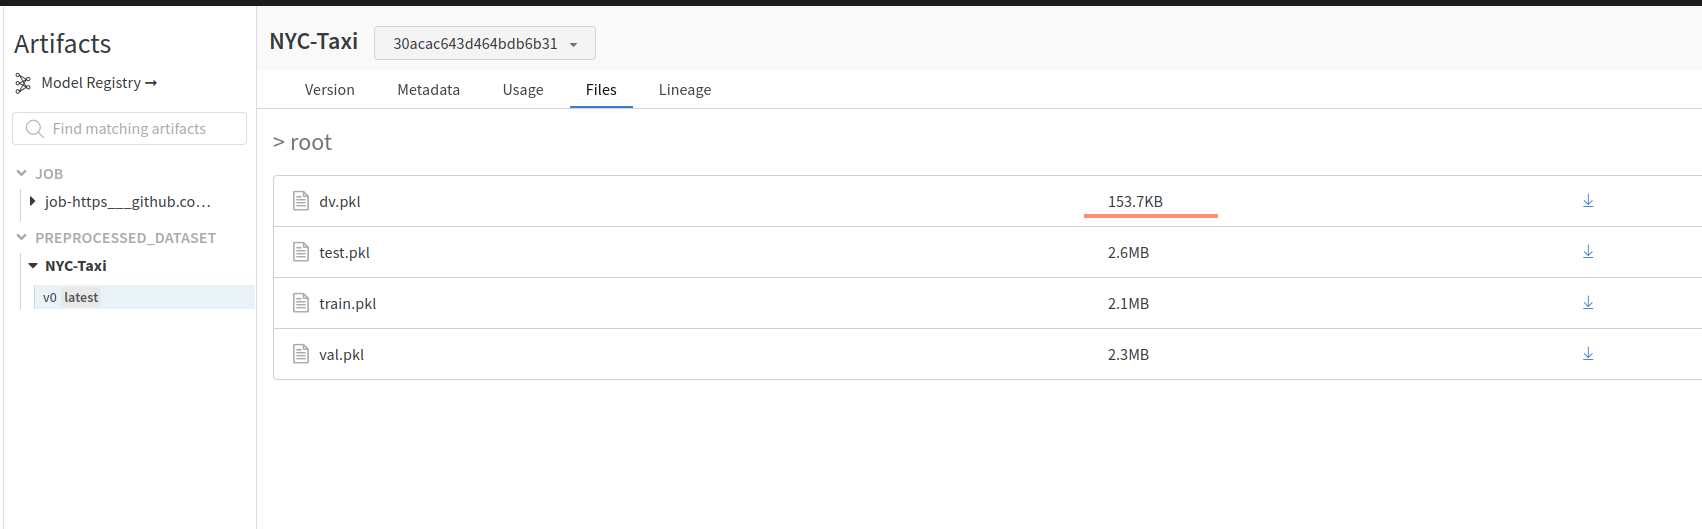 Artifacts
Model Registry →
Find matching artifacts
JOB
job-https___github.co...
PREPROCESSED_DATASET
NYC-Taxi
v0 latest
NYC-Taxi
30acac643d464bdb6b31
Version Metadata Usage Files Lineage
> root
dv.pkl 153.7KB
test.pkl 2.6MB
train.pkl 2.1MB
val.pkl 2.3MB